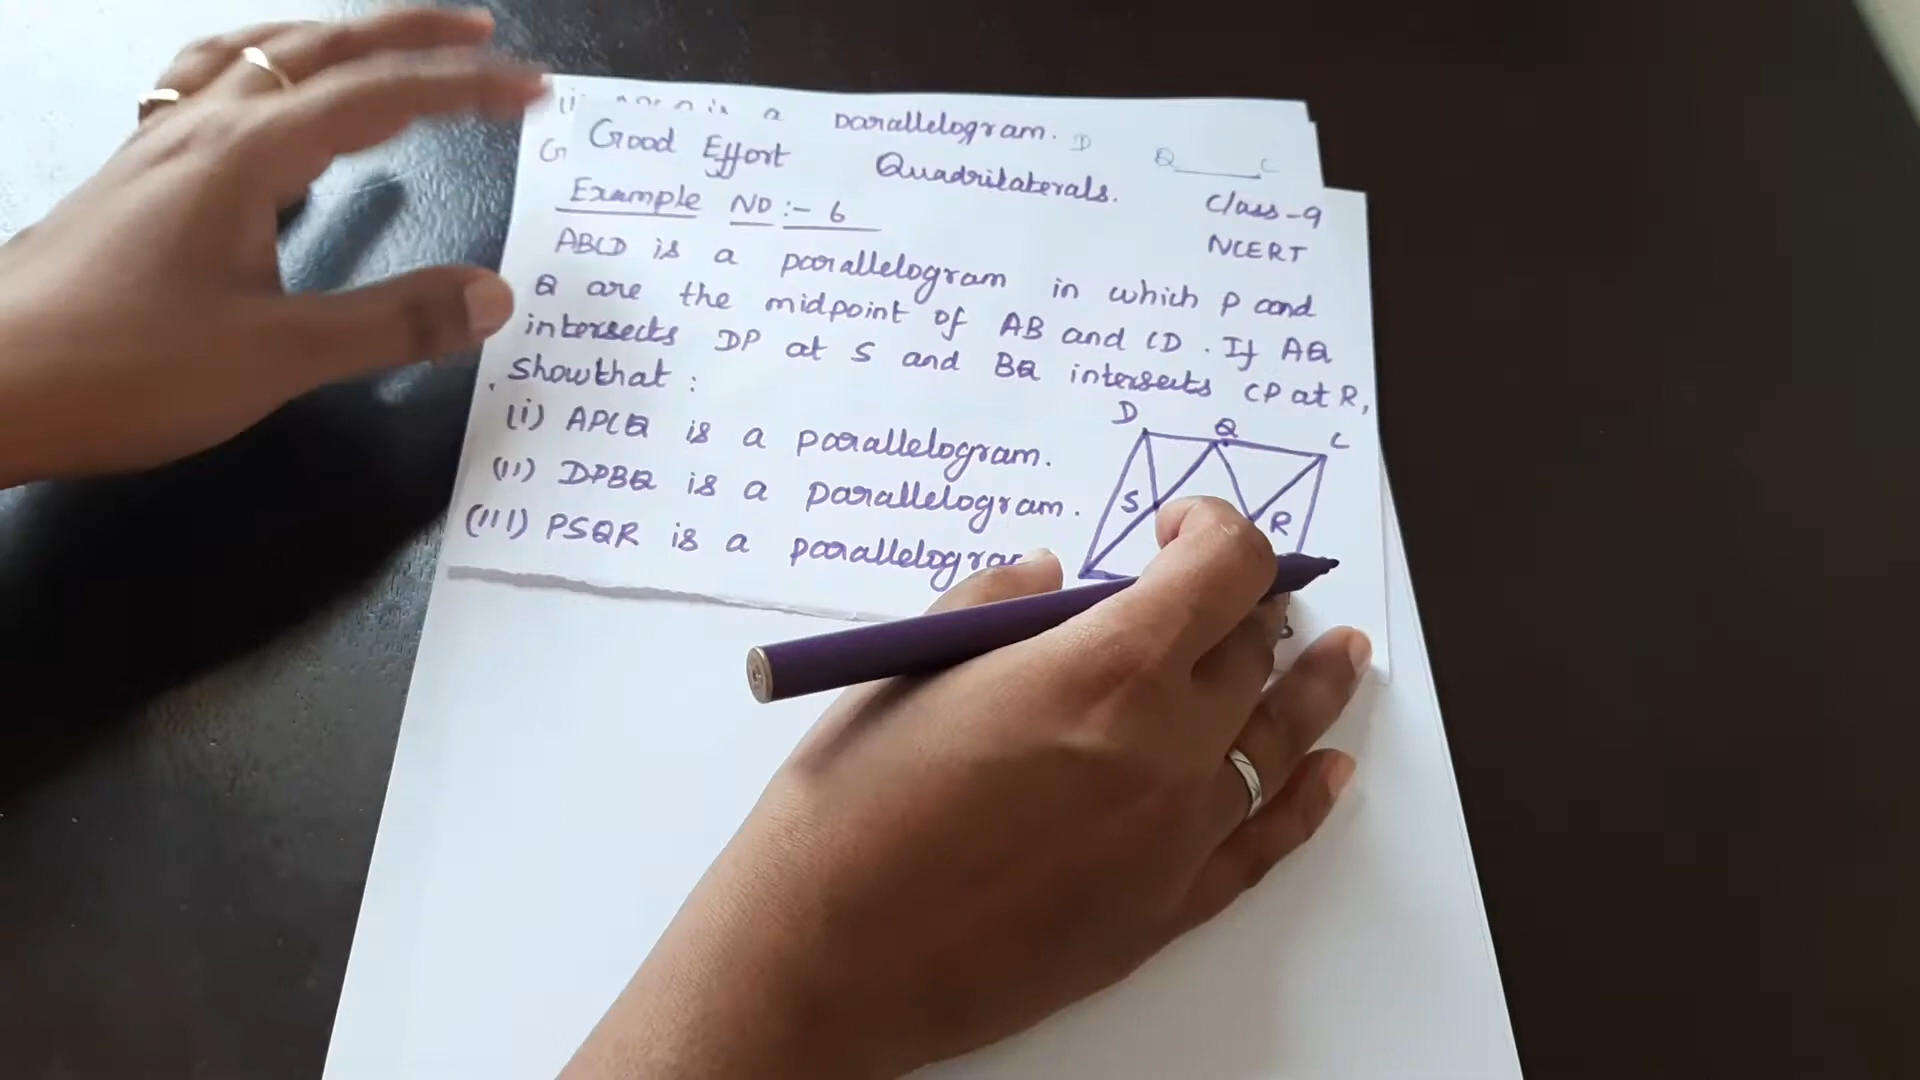 is a parallelogram. D Q C
G Good Effort Quadrilaterals. Class-9
Example NO :- 6 NCERT
ABCD is a parallelogram in which P and
Q are the midpoint of AB and CD. If AQ
intersects DP at S and BQ intersects CP at R,
Show that :
(i) APCQ is a parallelogram.
(ii) DPBQ is a parallelogram.
(iii) PSQR is a
D Q C
S R